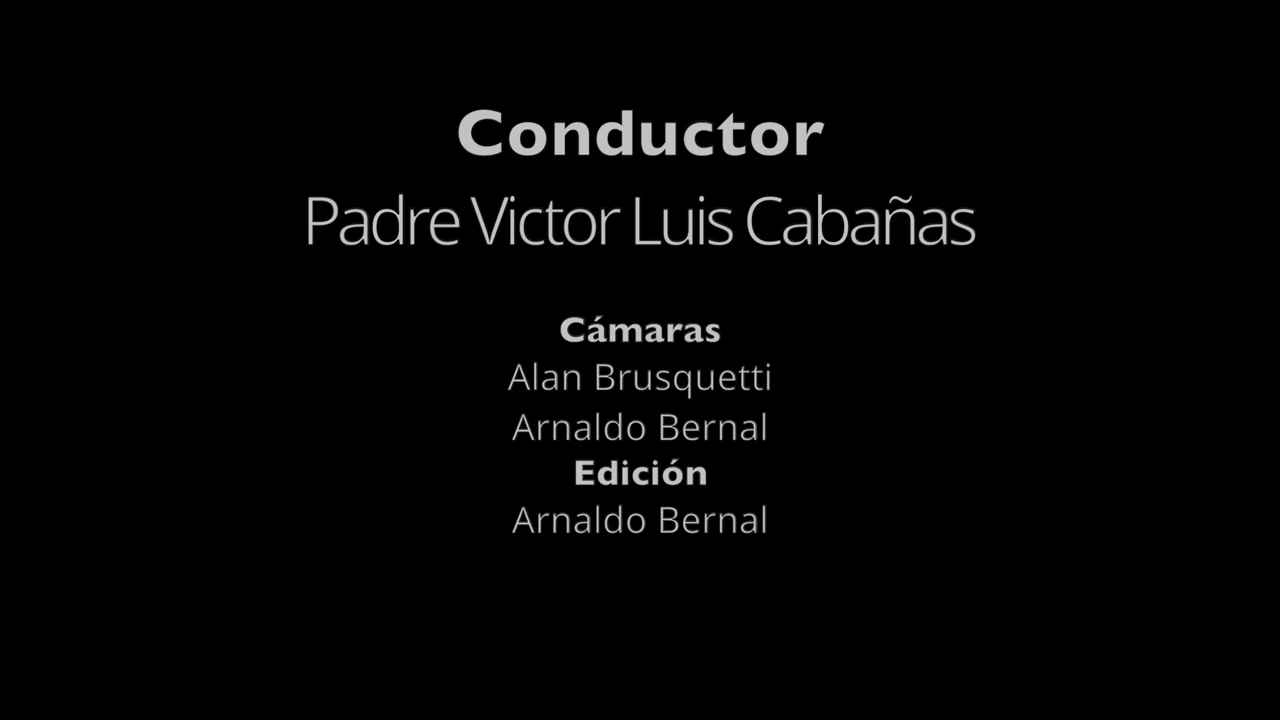 Conductor
Padre Victor Luis Cabañas
Cámaras
Alan Brusquetti
Arnaldo Bernal
Edición
Arnaldo Bernal